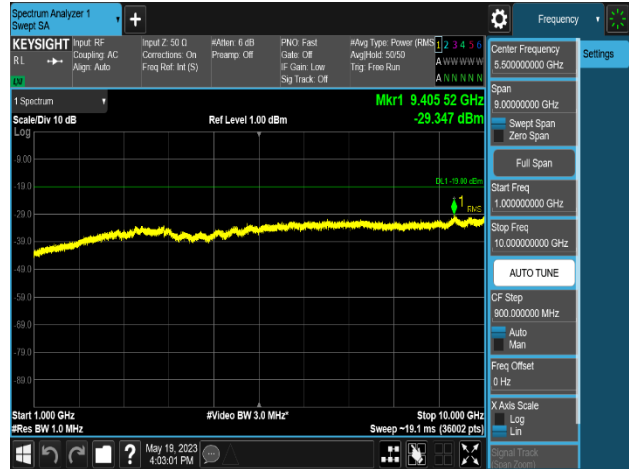 Spectrum Analyzer 1
Swept SA
+
Frequency
KEYSIGHT
RL
LW
Input: RF
Coupling: AC
Align: Auto
Input Z: 50 Ω
Corrections: On
Freq Ref: Int (S)
#Atten: 6 dB
Preamp: Off
PNO: Fast
Gate: Off
IF Gain: Low
Sig Track: Off
#Avg Type: Power (RMS
Avg|Hold: 50/50
Trig: Free Run
1 2 3 4 5 6
A W W W W W
A N N N N N
1 Spectrum
Scale/Div 10 dB
Log
Ref Level 1.00 dBm
Mkr1 9.405 52 GHz
-29.347 dBm
-9.00
-19.0
-29.0
-39.0
-49.0
-59.0
-69.0
-79.0
-89.0
DL1 -19.00 dBm
1
RMS
Start 1.000 GHz
#Res BW 1.0 MHz
#Video BW 3.0 MHz*
Stop 10.000 GHz
Sweep ~19.1 ms (36002 pts)
?
May 19, 2023
4:03:01 PM
Center Frequency
5.500000000 GHz
Settings
Span
9.00000000 GHz
Swept Span
Zero Span
Full Span
Start Freq
1.000000000 GHz
Stop Freq
10.000000000 GHz
AUTO TUNE
CF Step
900.000000 MHz
Auto
Man
Freq Offset
0 Hz
X Axis Scale
Log
Lin
Signal Track
(Span Zoom)